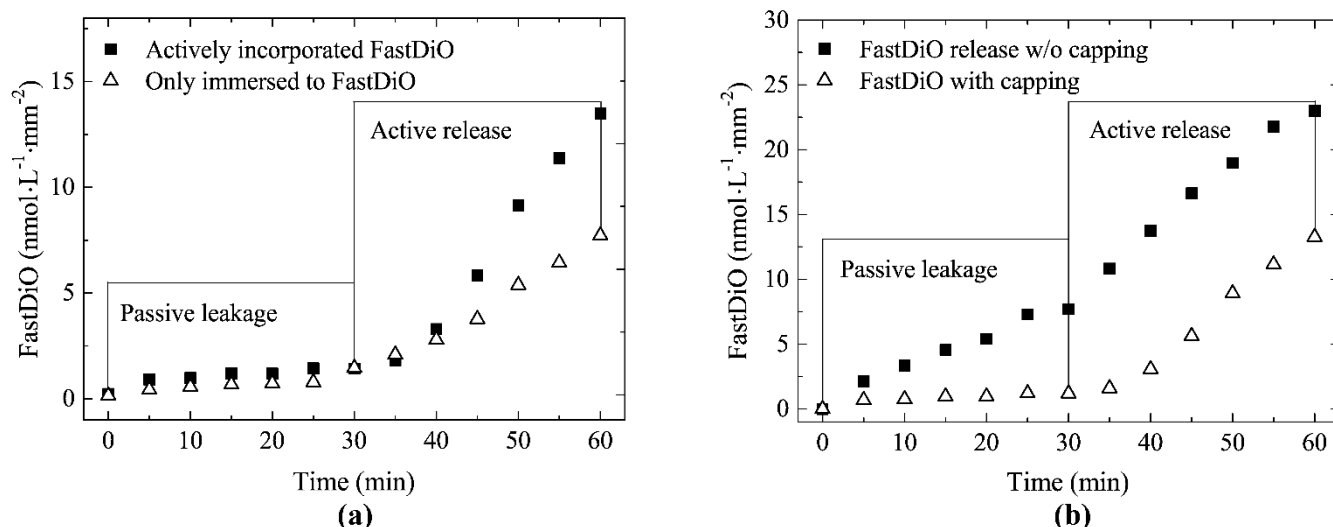 15
10
5
0
FastDiO (nmol·L⁻¹·mm⁻²)
■ Actively incorporated FastDiO
△ Only immersed to FastDiO
Active release
Passive leakage
0 10 20 30 40 50 60
Time (min)
(a)
30
25
20
15
10
5
0
FastDiO (nmol·L⁻¹·mm⁻²)
■ FastDiO release w/o capping
△ FastDiO with capping
Active release
Passive leakage
0 10 20 30 40 50 60
Time (min)
(b)